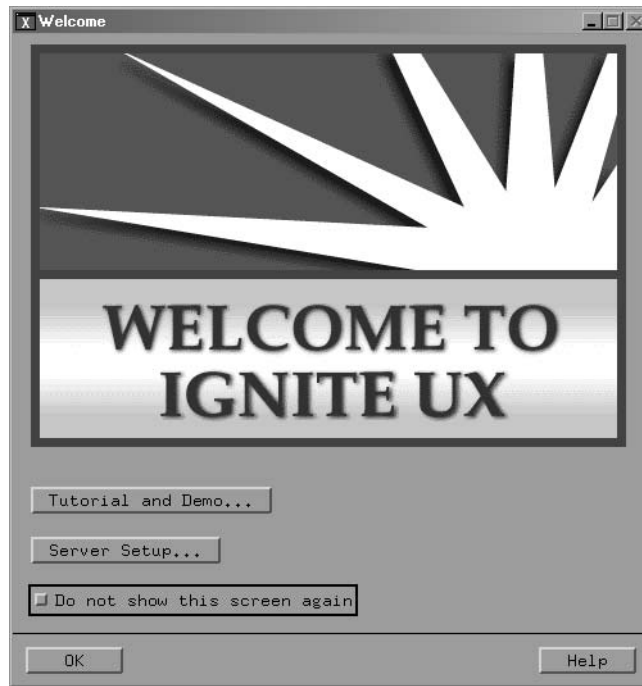 Welcome
WELCOME TO
IGNITE UX
Tutorial and Demo...
Server Setup...
Do not show this screen again
OK
Help